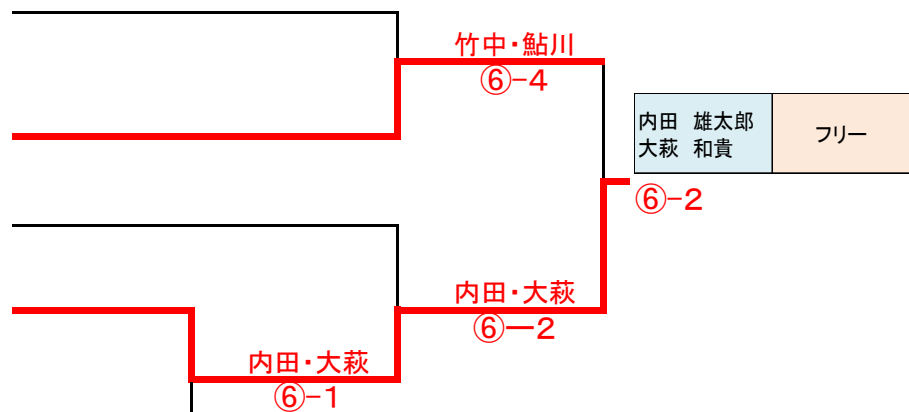 竹中・鮎川
⑥-4
内田　雄太郎
大萩　和貴
フリー
⑥-2
内田・大萩
⑥ー2
内田・大萩
⑥-1